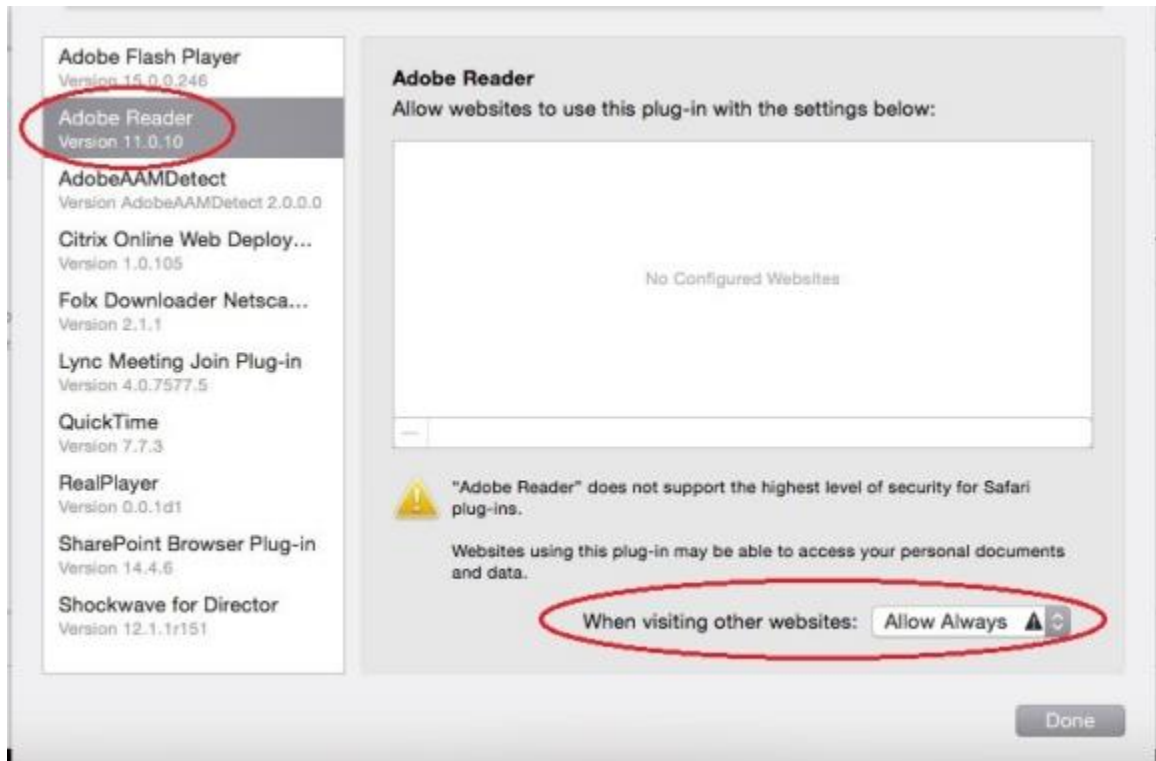 Adobe Flash Player
Version 15.0.0.246
Adobe Reader
Version 11.0.10
AdobeAAMDetect
Version AdobeAAMDetect 2.0.0.0
Citrix Online Web Deploy...
Version 1.0.105
Folx Downloader Netsca...
Version 2.1.1
Lync Meeting Join Plug-in
Version 4.0.7577.5
QuickTime
Version 7.7.3
RealPlayer
Version 0.0.1d1
SharePoint Browser Plug-in
Version 14.4.6
Shockwave for Director
Version 12.1.1r151
Adobe Reader
Allow websites to use this plug-in with the settings below:
No Configured Websites
"Adobe Reader" does not support the highest level of security for Safari
plug-ins.
Websites using this plug-in may be able to access your personal documents
and data.
When visiting other websites: Allow Always
Done